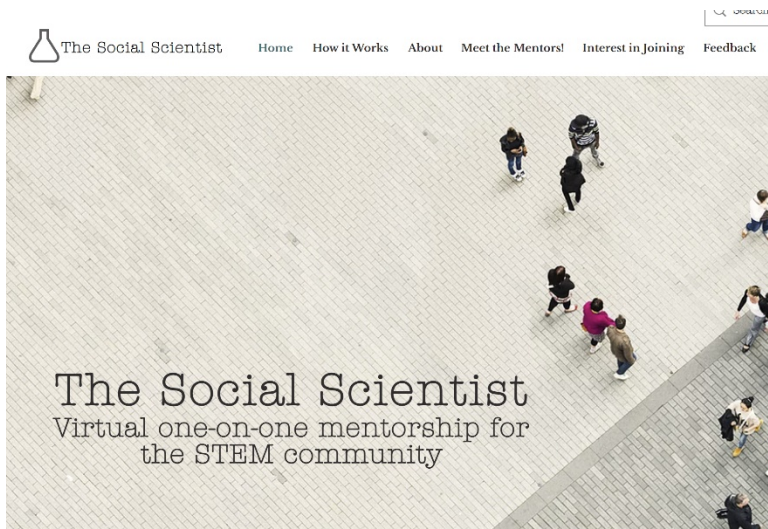 Search
The Social Scientist
Home
How it Works
About
Meet the Mentors!
Interest in Joining
Feedback
The Social Scientist
Virtual one-on-one mentorship for
the STEM community